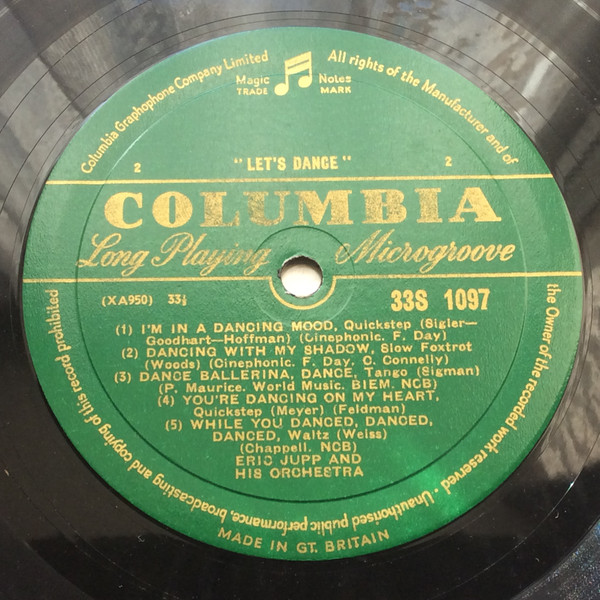 Columbia Graphophone Company Limited
All rights of the Manufacturer and of
the Owner of the recorded work reserved - Unauthorised public performance, broadcasting and copying of this record prohibited
Magic Notes
TRADE MARK
2 2
"LET'S DANCE"
COLUMBIA
Long Playing Microgroove
(XA950) 33⅓ 33S 1097
(1) I'M IN A DANCING MOOD, Quickstep (Sigler—
Goodhart—Hoffman) (Cinephonic. F. Day)
(2) DANCING WITH MY SHADOW, Slow Foxtrot
(Woods) (Cinephonic. F. Day. C. Connelly)
(3) DANCE BALLERINA, DANCE, Tango (Sigman)
(P. Maurice. World Music. BIEM. NCB)
(4) YOU'RE DANCING ON MY HEART,
Quickstep (Meyer) (Feldman)
(5) WHILE YOU DANCED, DANCED,
DANCED, Waltz (Weiss)
(Chappell. NCB)
ERIC JUPP AND
HIS ORCHESTRA
MADE IN GT. BRITAIN